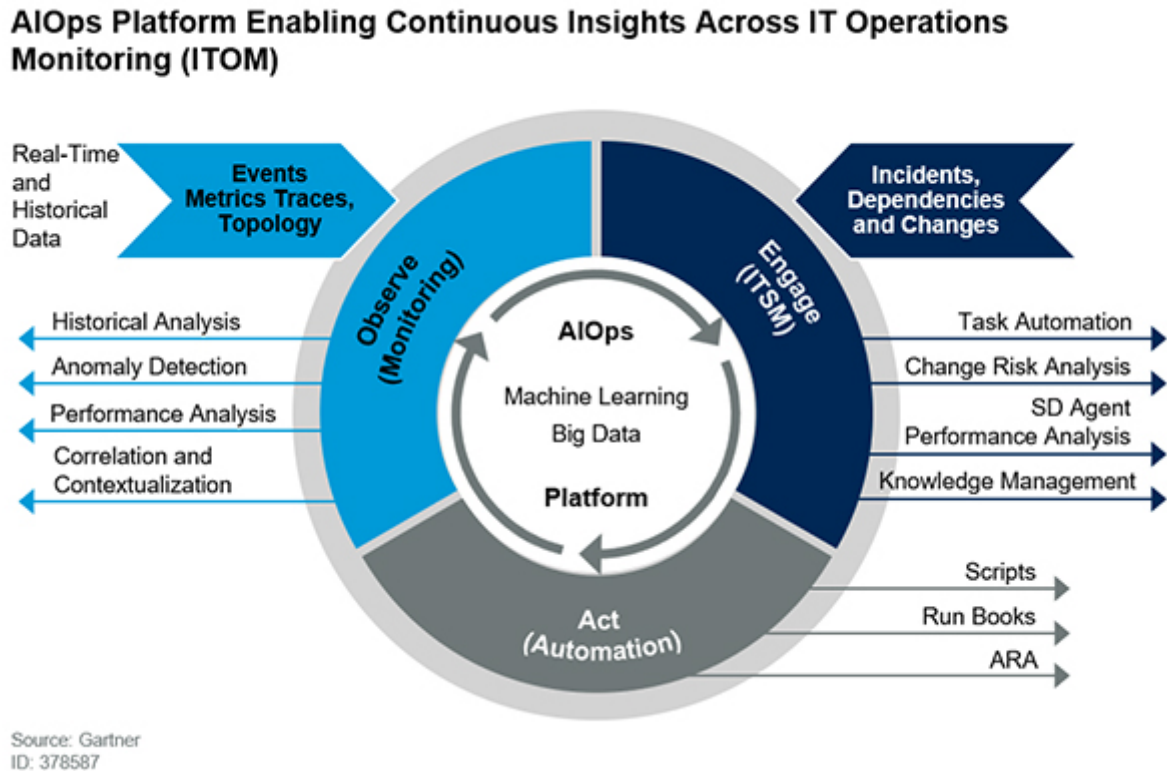 AIOps Platform Enabling Continuous Insights Across IT Operations
Monitoring (ITOM)
Real-Time
and
Historical
Data
Events
Metrics Traces,
Topology
Incidents,
Dependencies
and Changes
Observe
(Monitoring)
Engage
(ITSM)
Historical Analysis
Anomaly Detection
Performance Analysis
Correlation and
Contextualization
AIOps
Machine Learning
Big Data
Platform
Task Automation
Change Risk Analysis
SD Agent
Performance Analysis
Knowledge Management
Act
(Automation)
Scripts
Run Books
ARA
Source: Gartner
ID: 378587